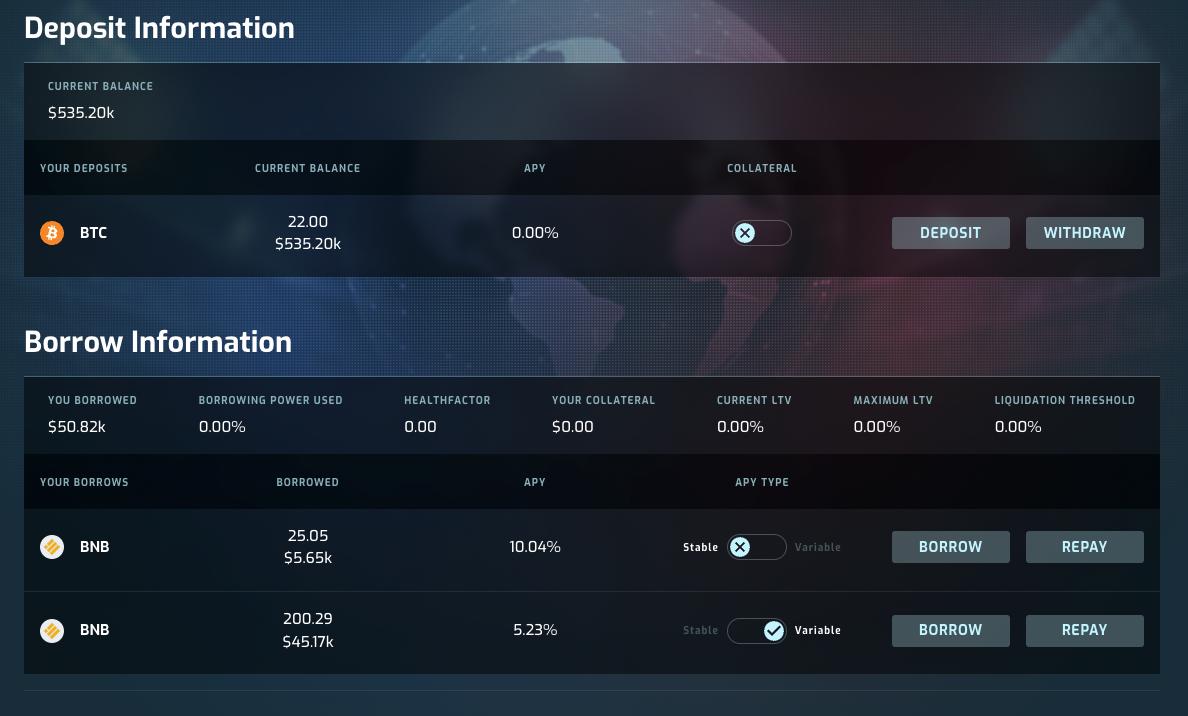 Deposit Information
CURRENT BALANCE
$535.20k
YOUR DEPOSITS CURRENT BALANCE APY COLLATERAL
BTC 22.00 $535.20k 0.00% DEPOSIT WITHDRAW
Borrow Information
YOU BORROWED BORROWING POWER USED HEALTHFACTOR YOUR COLLATERAL CURRENT LTV MAXIMUM LTV LIQUIDATION THRESHOLD
$50.82k 0.00% 0.00 $0.00 0.00% 0.00% 0.00%
YOUR BORROWS BORROWED APY APY TYPE
BNB 25.05 $5.65k 10.04% Stable Variable BORROW REPAY
BNB 200.29 $45.17k 5.23% Stable Variable BORROW REPAY